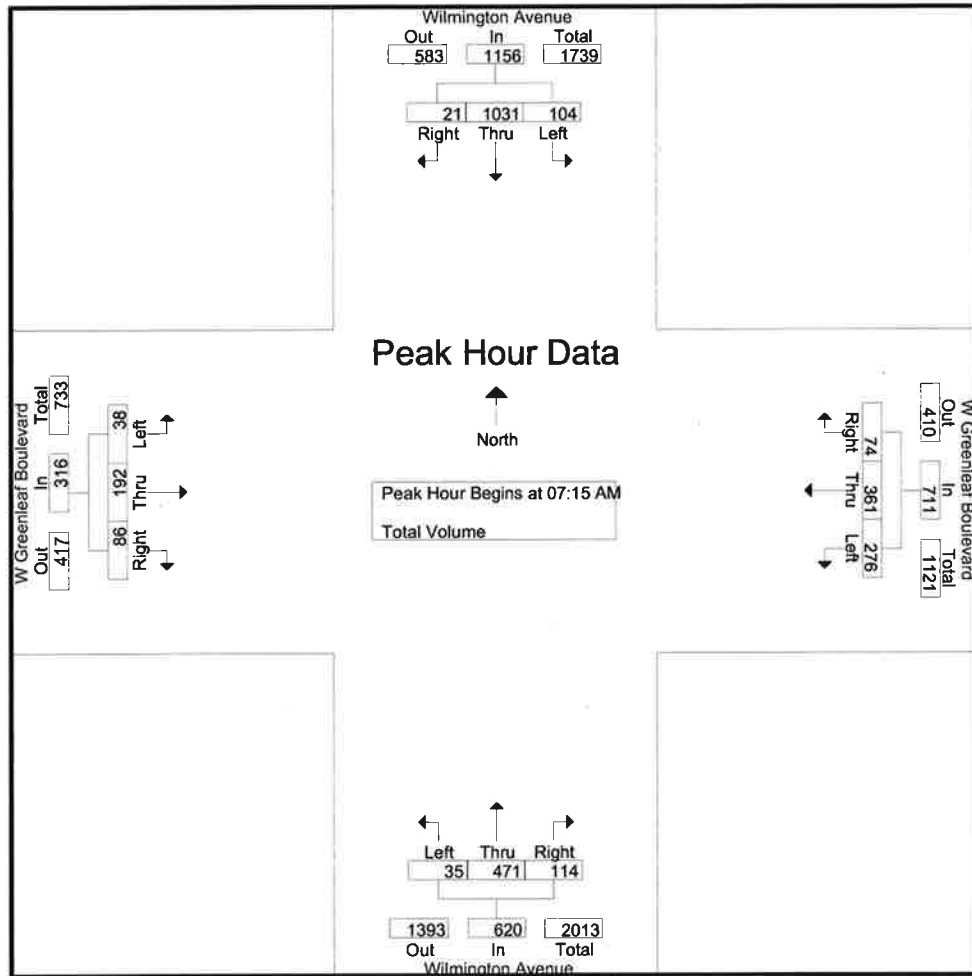 Wilmington Avenue
Out In Total
583 1156 1739
21 1031 104
Right Thru Left
Peak Hour Data
North
Peak Hour Begins at 07:15 AM
Total Volume
W Greenleaf Boulevard
Out In Total
417 316 733
Right Thru Left
86 192 38
W Greenleaf Boulevard
Out In Total
410 711 1121
74 361 276
Right Thru Left
Left Thru Right
35 471 114
1393 620 2013
Out In Total
Wilmington Avenue